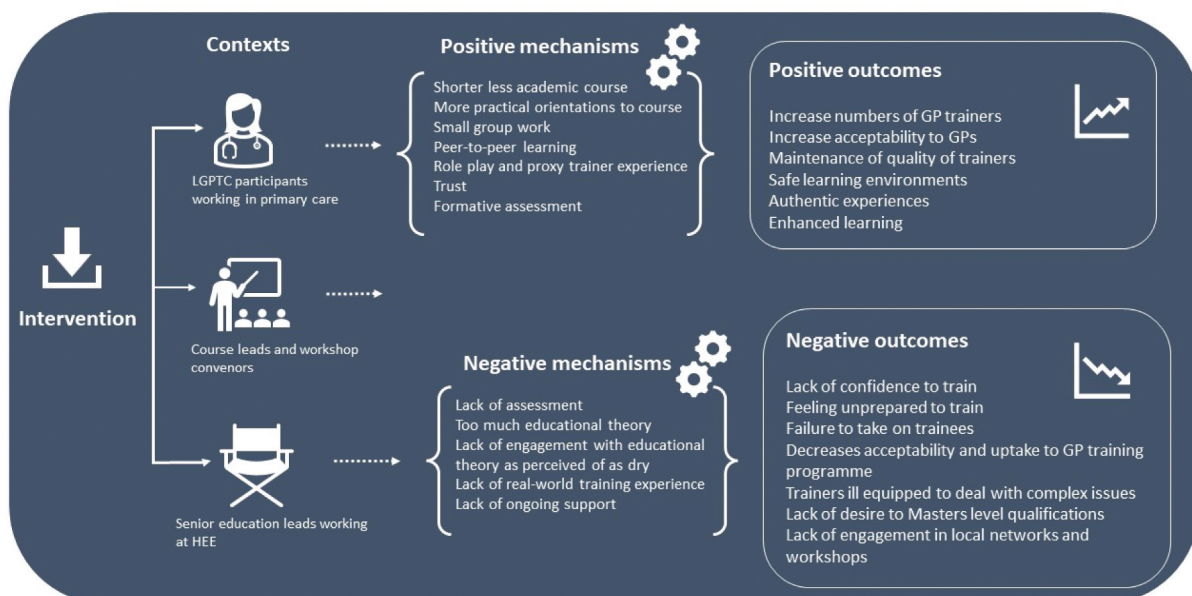 Contexts
Positive mechanisms
Positive outcomes
Shorter less academic course
More practical orientations to course
Small group work
Peer-to-peer learning
Role play and proxy trainer experience
Trust
Formative assessment
Increase numbers of GP trainers
Increase acceptability to GPs
Maintenance of quality of trainers
Safe learning environments
Authentic experiences
Enhanced learning
LGPTC participants
working in primary care
Intervention
Course leads and workshop
convenors
Negative mechanisms
Negative outcomes
Lack of assessment
Too much educational theory
Lack of engagement with educational
theory as perceived of as dry
Lack of real-world training experience
Lack of ongoing support
Lack of confidence to train
Feeling unprepared to train
Failure to take on trainees
Decreases acceptability and uptake to GP training
programme
Trainers ill equipped to deal with complex issues
Lack of desire to Masters level qualifications
Lack of engagement in local networks and
workshops
Senior education leads working
at HEE